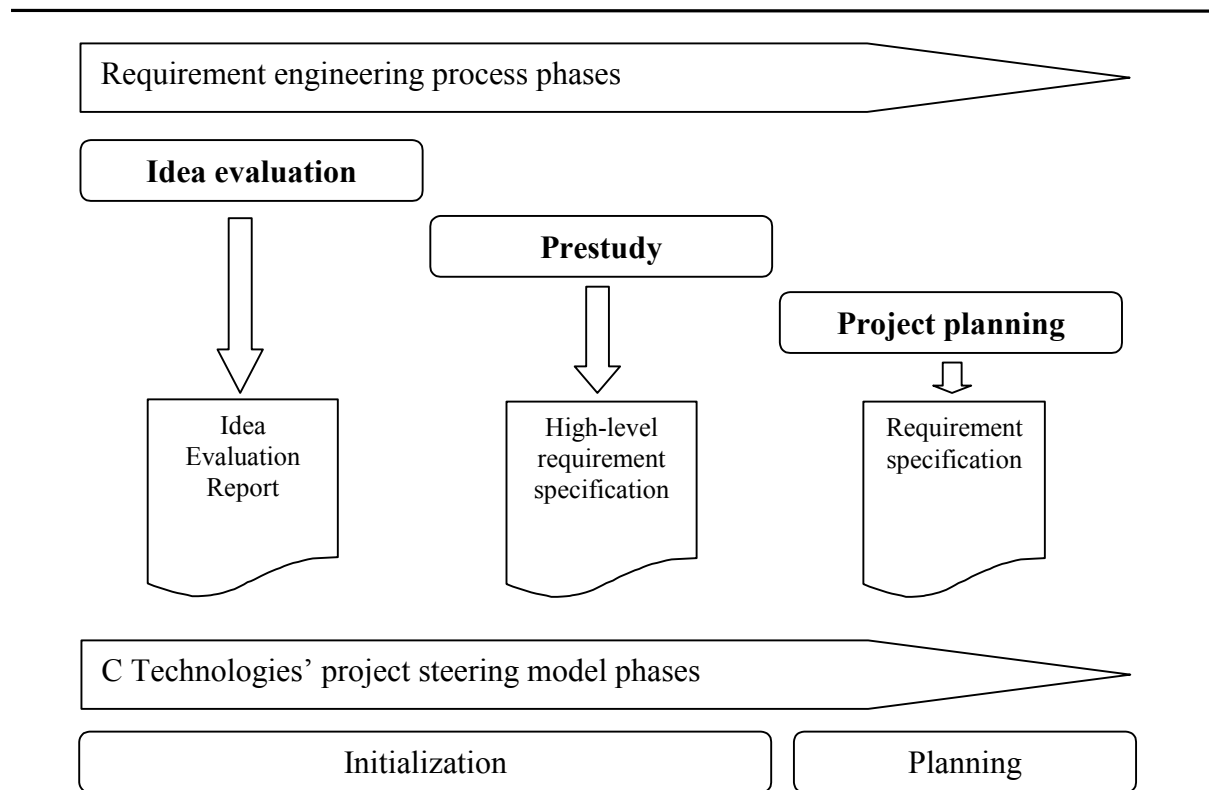 Requirement engineering process phases
Idea evaluation
Prestudy
Project planning
Idea
Evaluation
Report
High-level
requirement
specification
Requirement
specification
C Technologies’ project steering model phases
Initialization
Planning